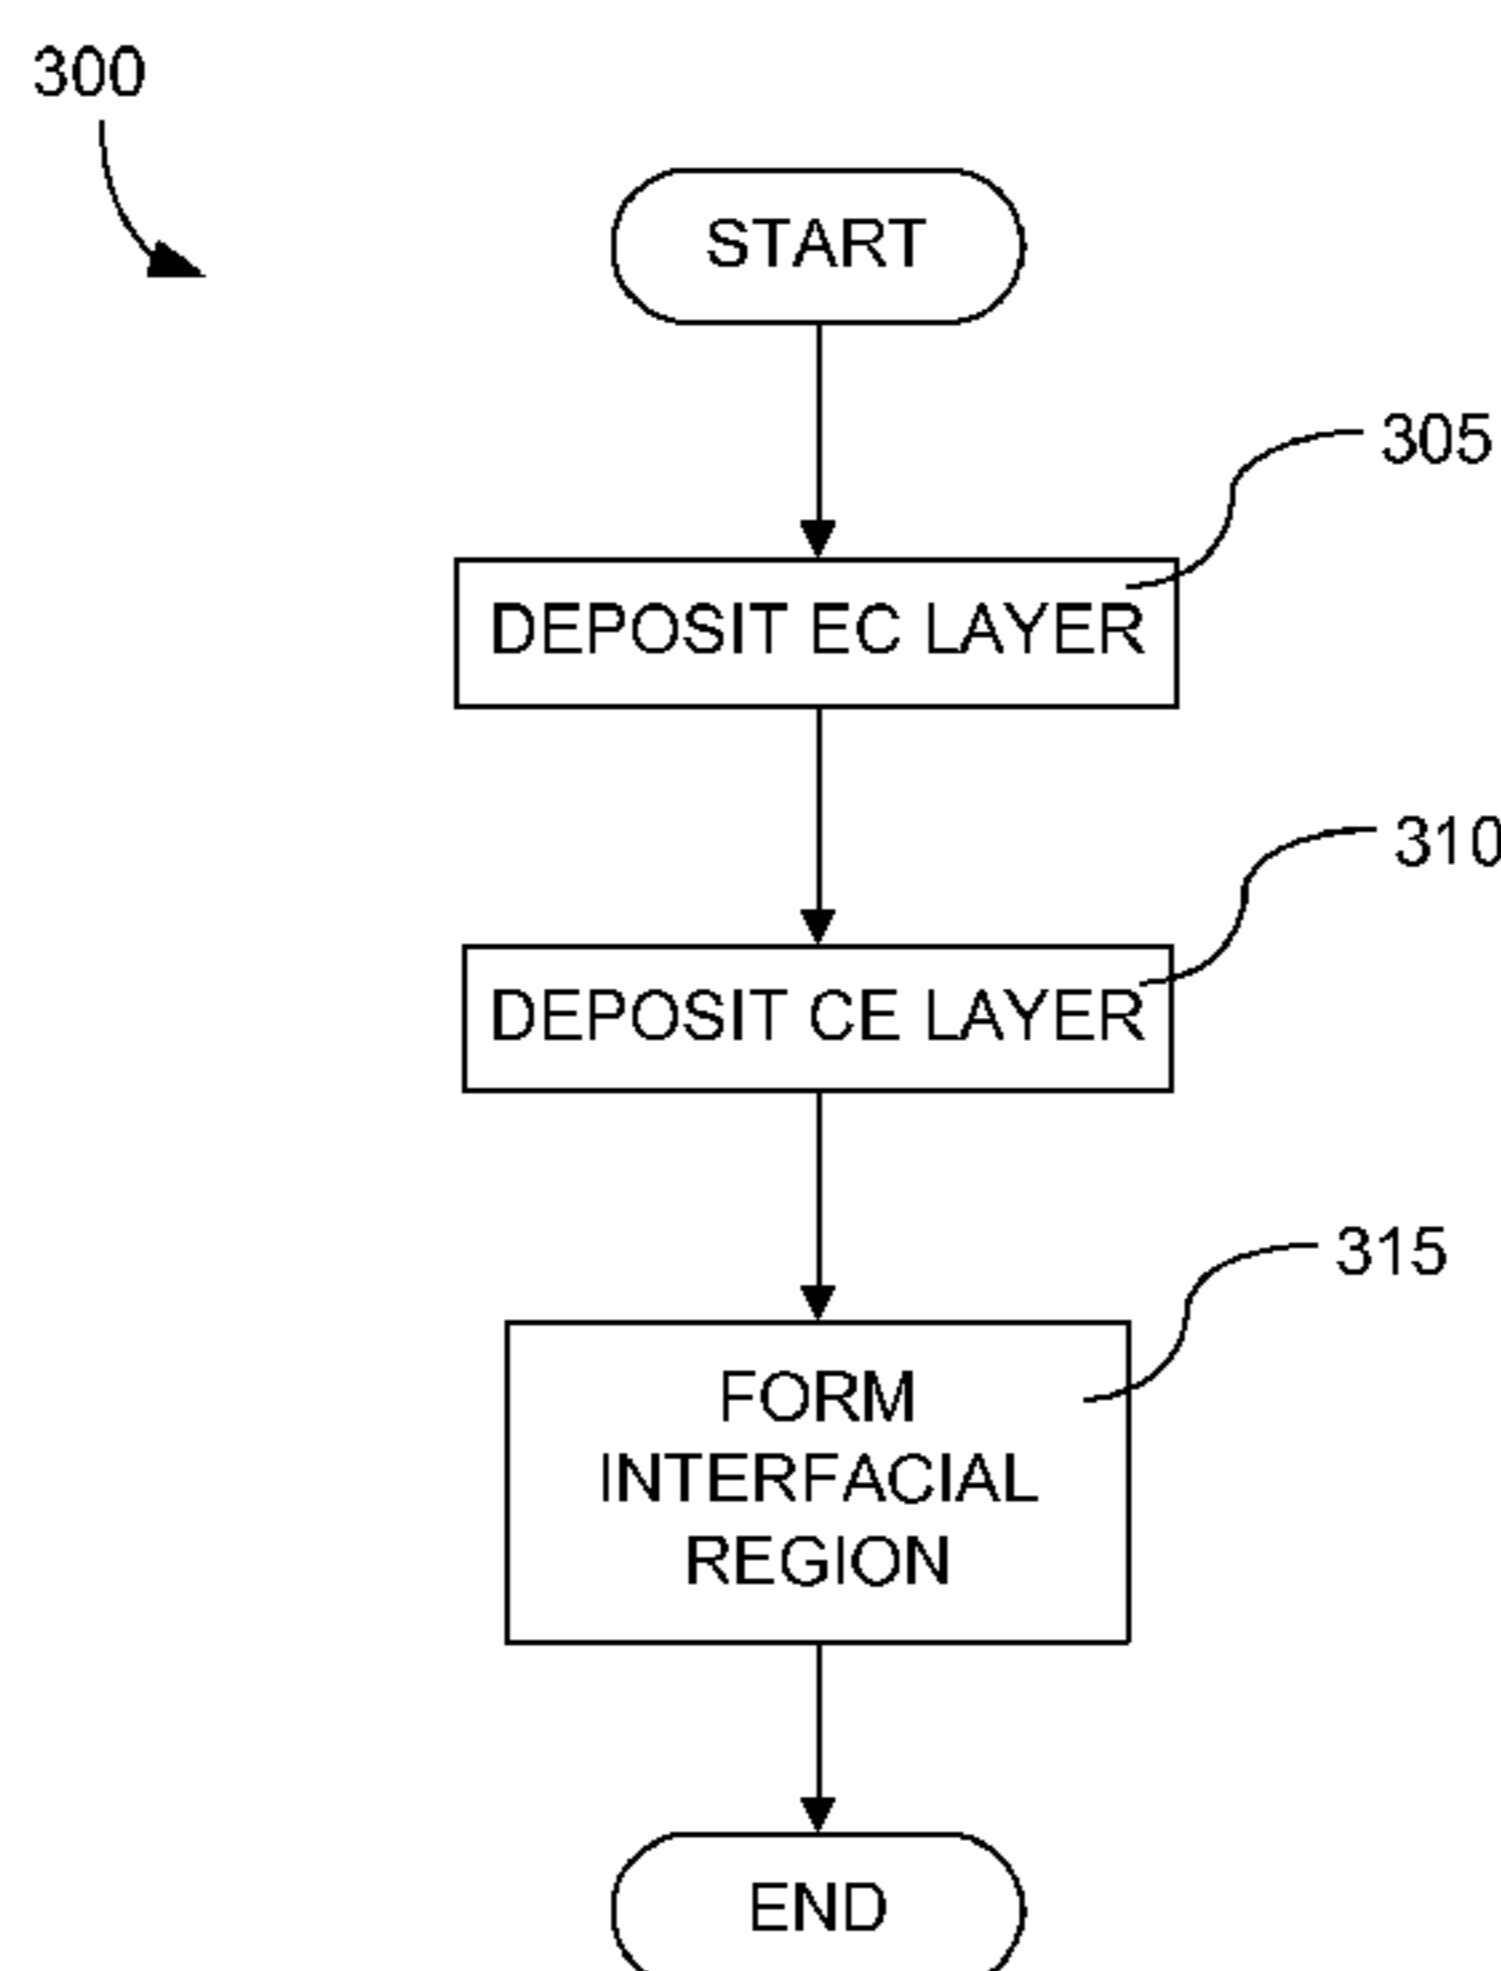 300
START
305
DEPOSIT EC LAYER
310
DEPOSIT CE LAYER
315
FORM
INTERFACIAL
REGION
END